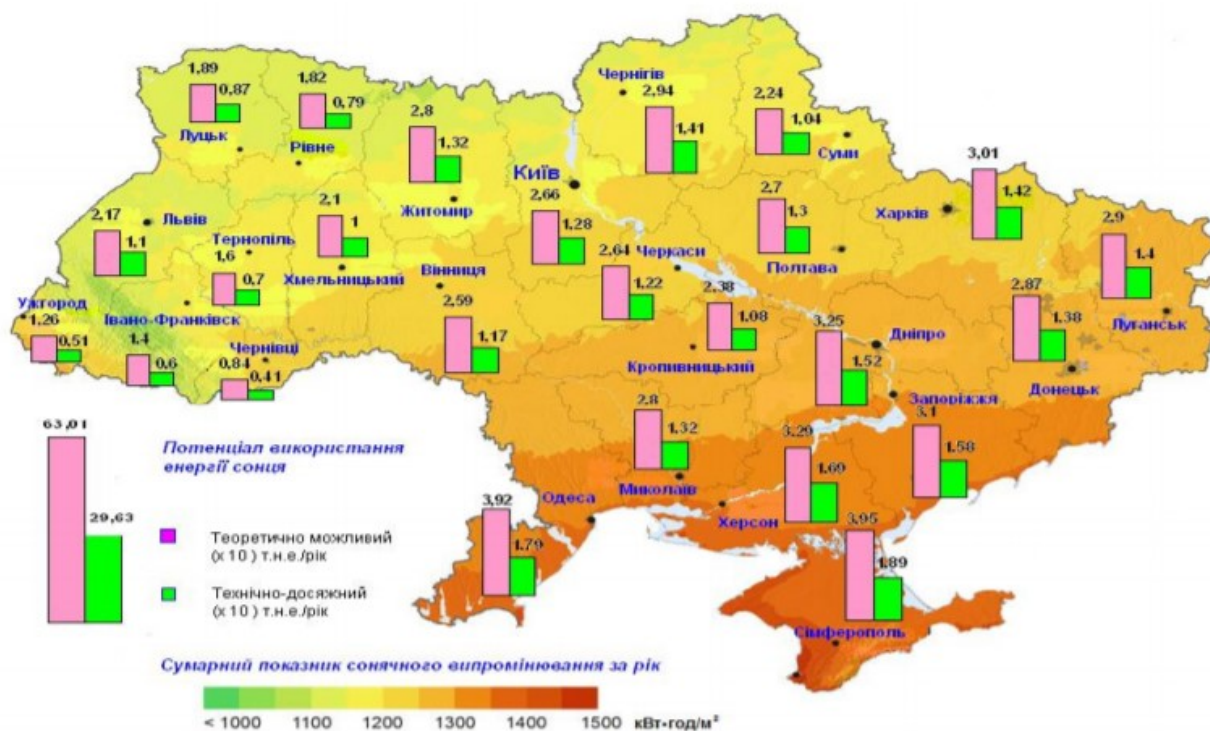 1,89
0,87
Луцьк
1,82
0,79
Рівне
2,8
1,32
Житомир
Чернігів
2,94
1,41
2,24
1,04
Суми
Київ
2,66
1,28
2,7
1,3
Полтава
Харків
3,01
1,42
2,9
1,4
Луганськ
2,17
1,1
Львів
Тернопіль
1,6
0,7
2,1
1
Хмельницький
Вінниця
2,59
1,17
2,64
1,22
Черкаси
2,38
1,08
Кропивницький
3,25
1,52
Дніпро
2,87
1,38
Донецьк
Ужгород
1,26
0,51
Івано-Франківск
1,4
0,6
Чернівці
0,84
0,41
Запоріжжя
3,1
1.58
2,8
1.32
Миколаїв
3,29
1.69
Херсон
Одеса
3,92
1.79
3,95
1,89
Сімферополь
63,01
29,63
Потенціал використання
енергії сонця
Теоретично можливий
(х 10 ) т.н.е./рік
Технічно-досяжний
(х 10 ) т.н.е./рік
Сумарний показник сонячного випромінювання за рік
< 1000 1100 1200 1300 1400 1500 кВт•год/м²